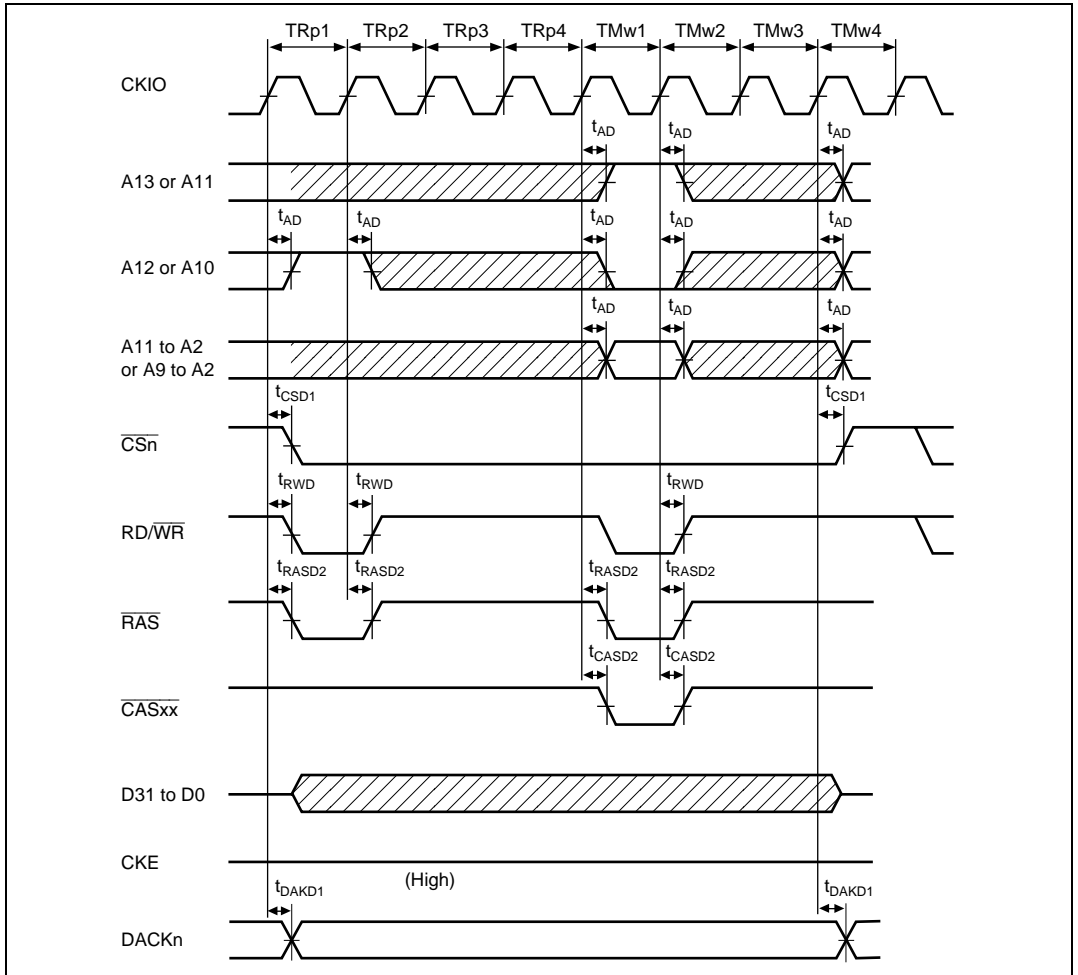 TRp1 TRp2 TRp3 TRp4 TMw1 TMw2 TMw3 TMw4
CKIO
tAD tAD tAD
A13 or A11
tAD tAD tAD tAD tAD
A12 or A10
tAD tAD tAD
A11 to A2
or A9 to A2
tCSD1 tCSD1
CSn
tRWD tRWD tRWD
RD/WR
tRASD2 tRASD2 tRASD2 tRASD2
RAS
tCASD2 tCASD2
CASxx
D31 to D0
CKE
(High)
tDAKD1 tDAKD1
DACKn